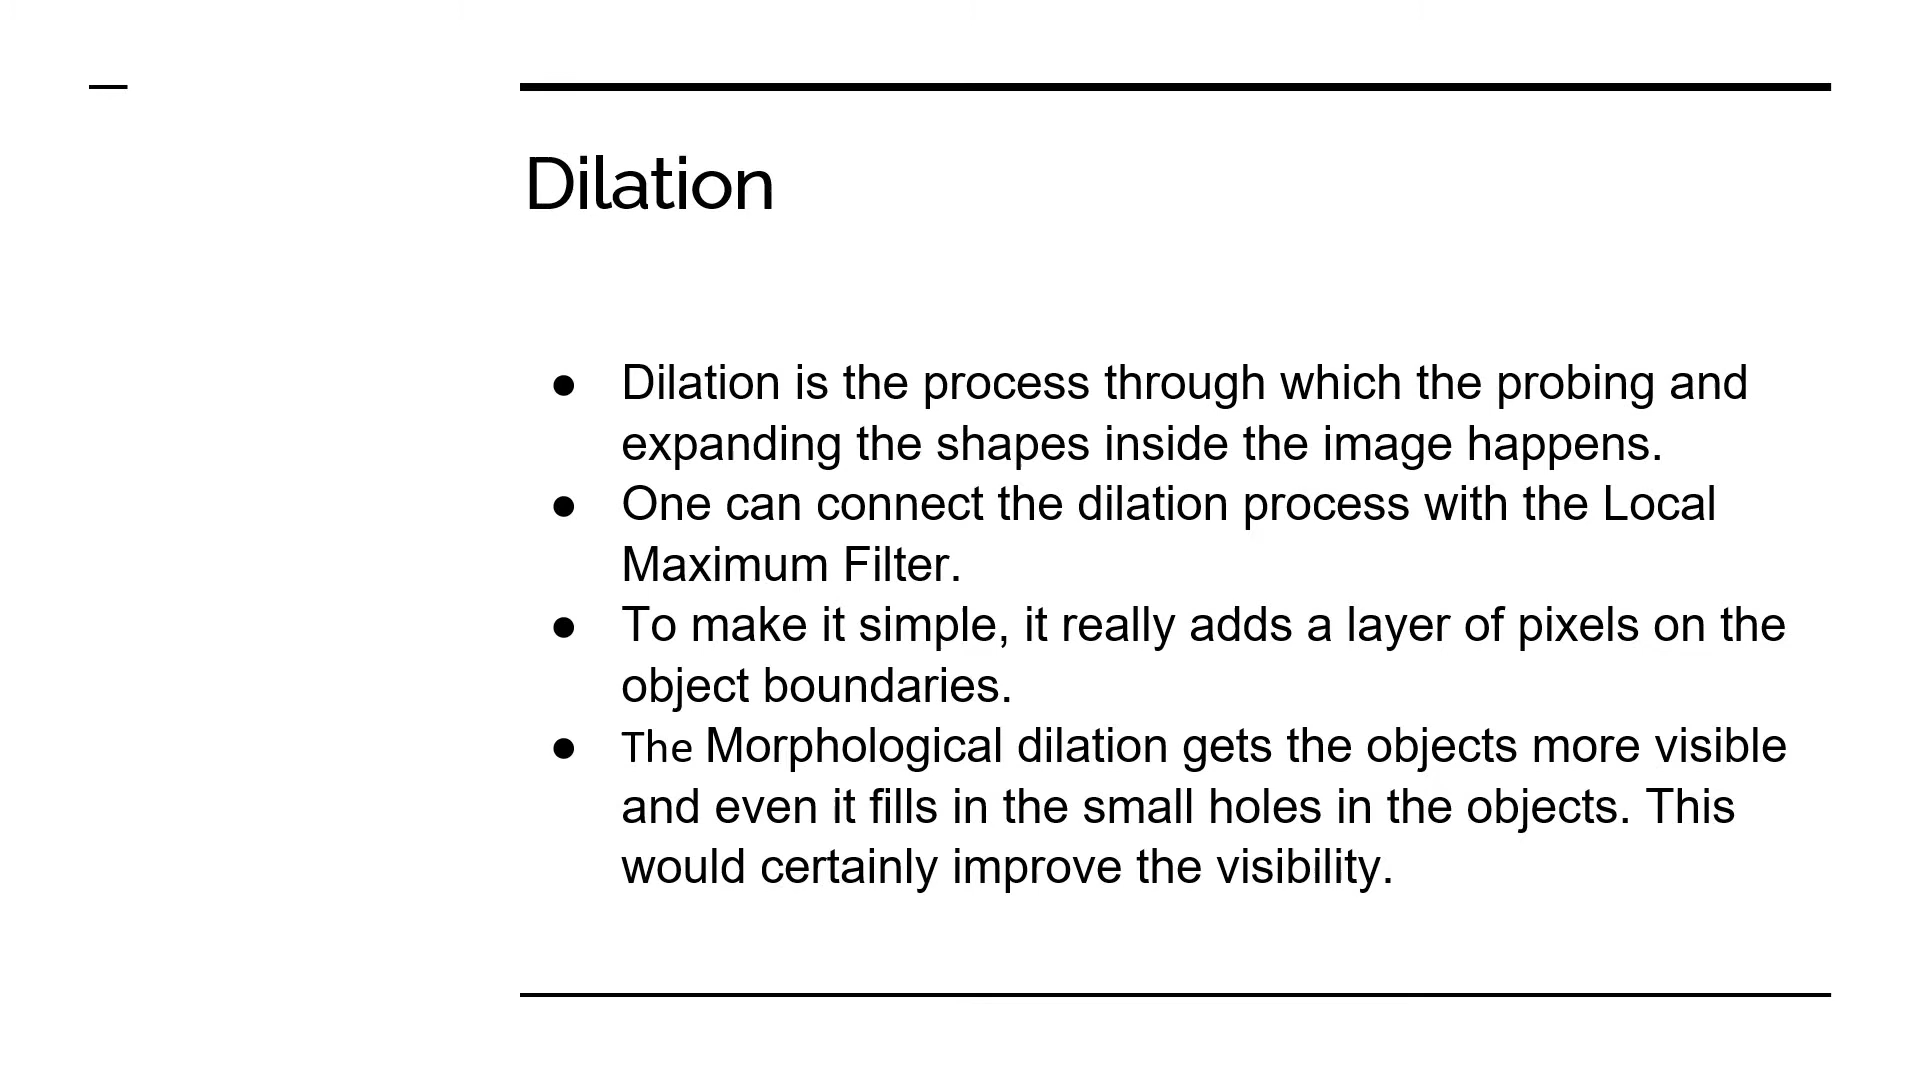 Dilation
● Dilation is the process through which the probing and
expanding the shapes inside the image happens.
● One can connect the dilation process with the Local
Maximum Filter.
● To make it simple, it really adds a layer of pixels on the
object boundaries.
● The Morphological dilation gets the objects more visible
and even it fills in the small holes in the objects. This
would certainly improve the visibility.